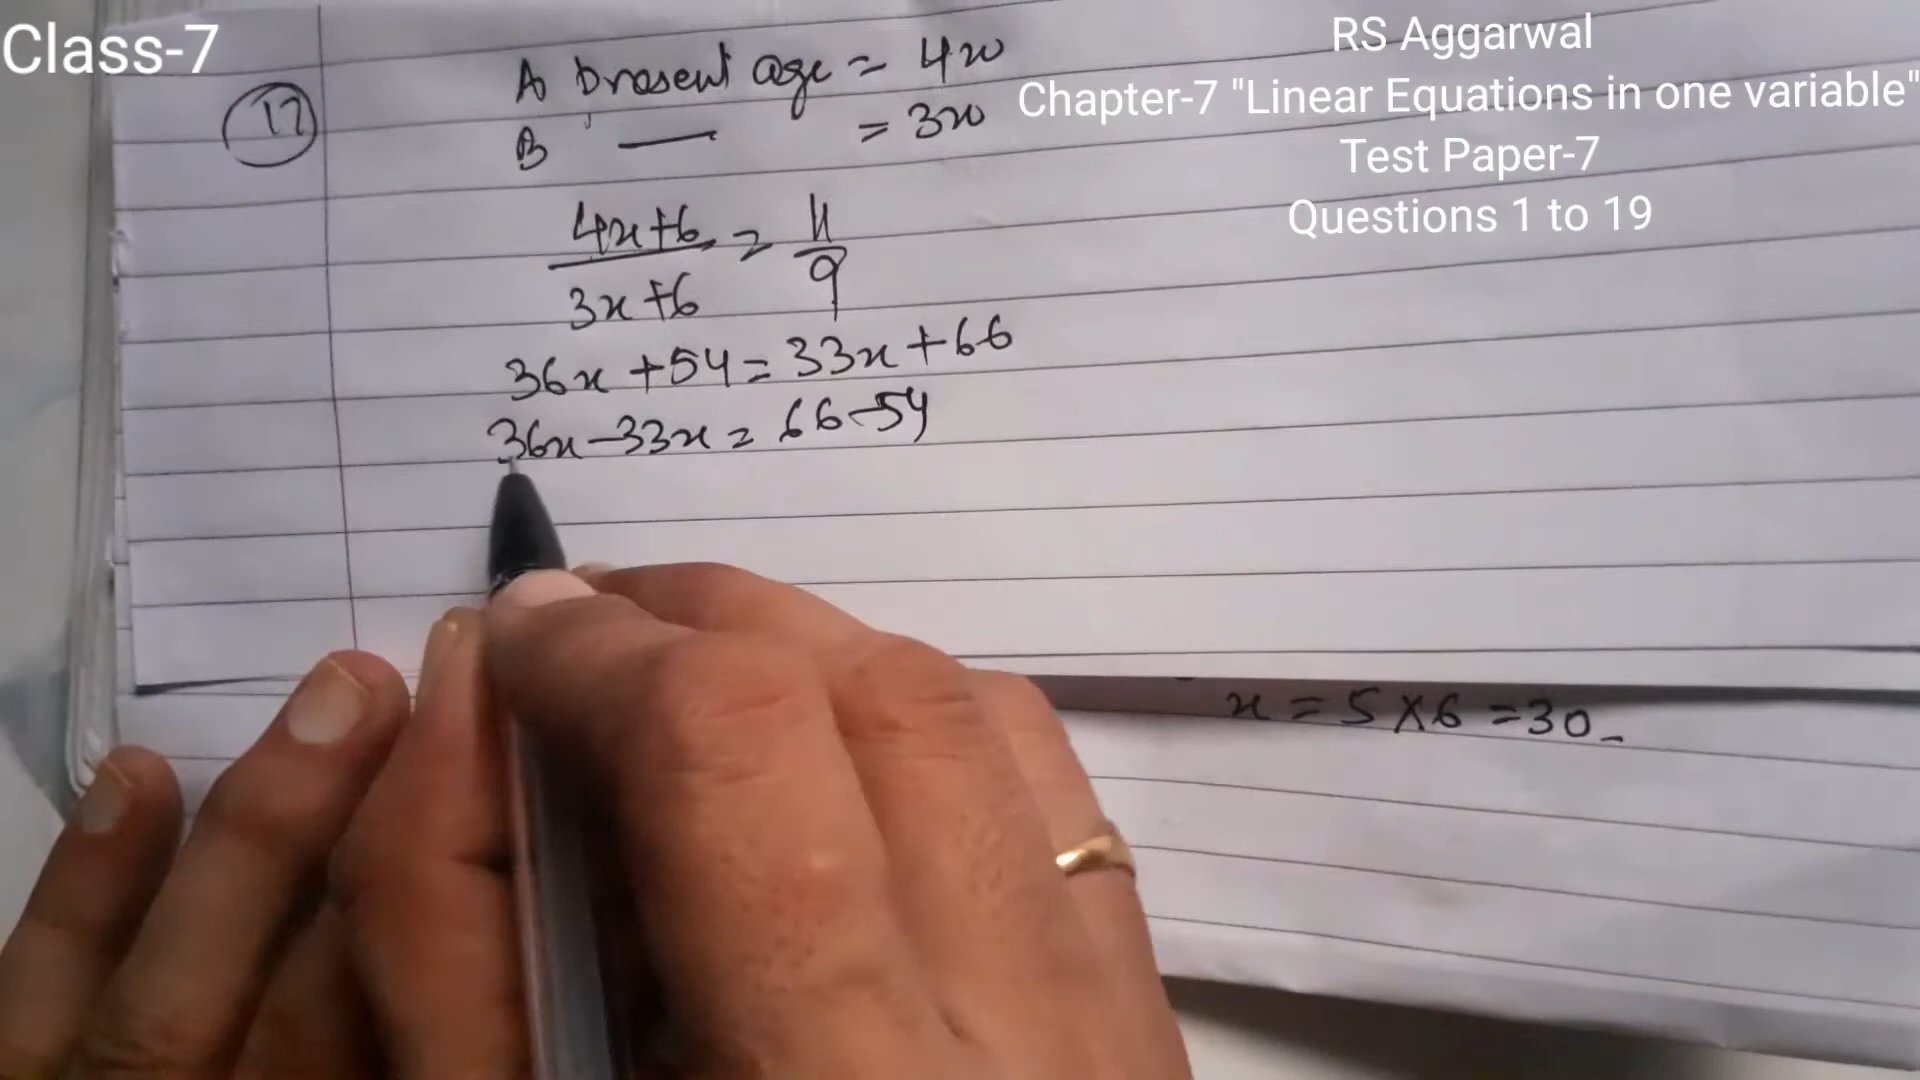 Class-7
RS Aggarwal
Chapter-7 "Linear Equations in one variable"
Test Paper-7
Questions 1 to 19
17
A present age = 4x
B — = 3x
4x+6 = 11
3x+6 9
36x+54=33x+66
36x-33x=66-54
x=5×6=30